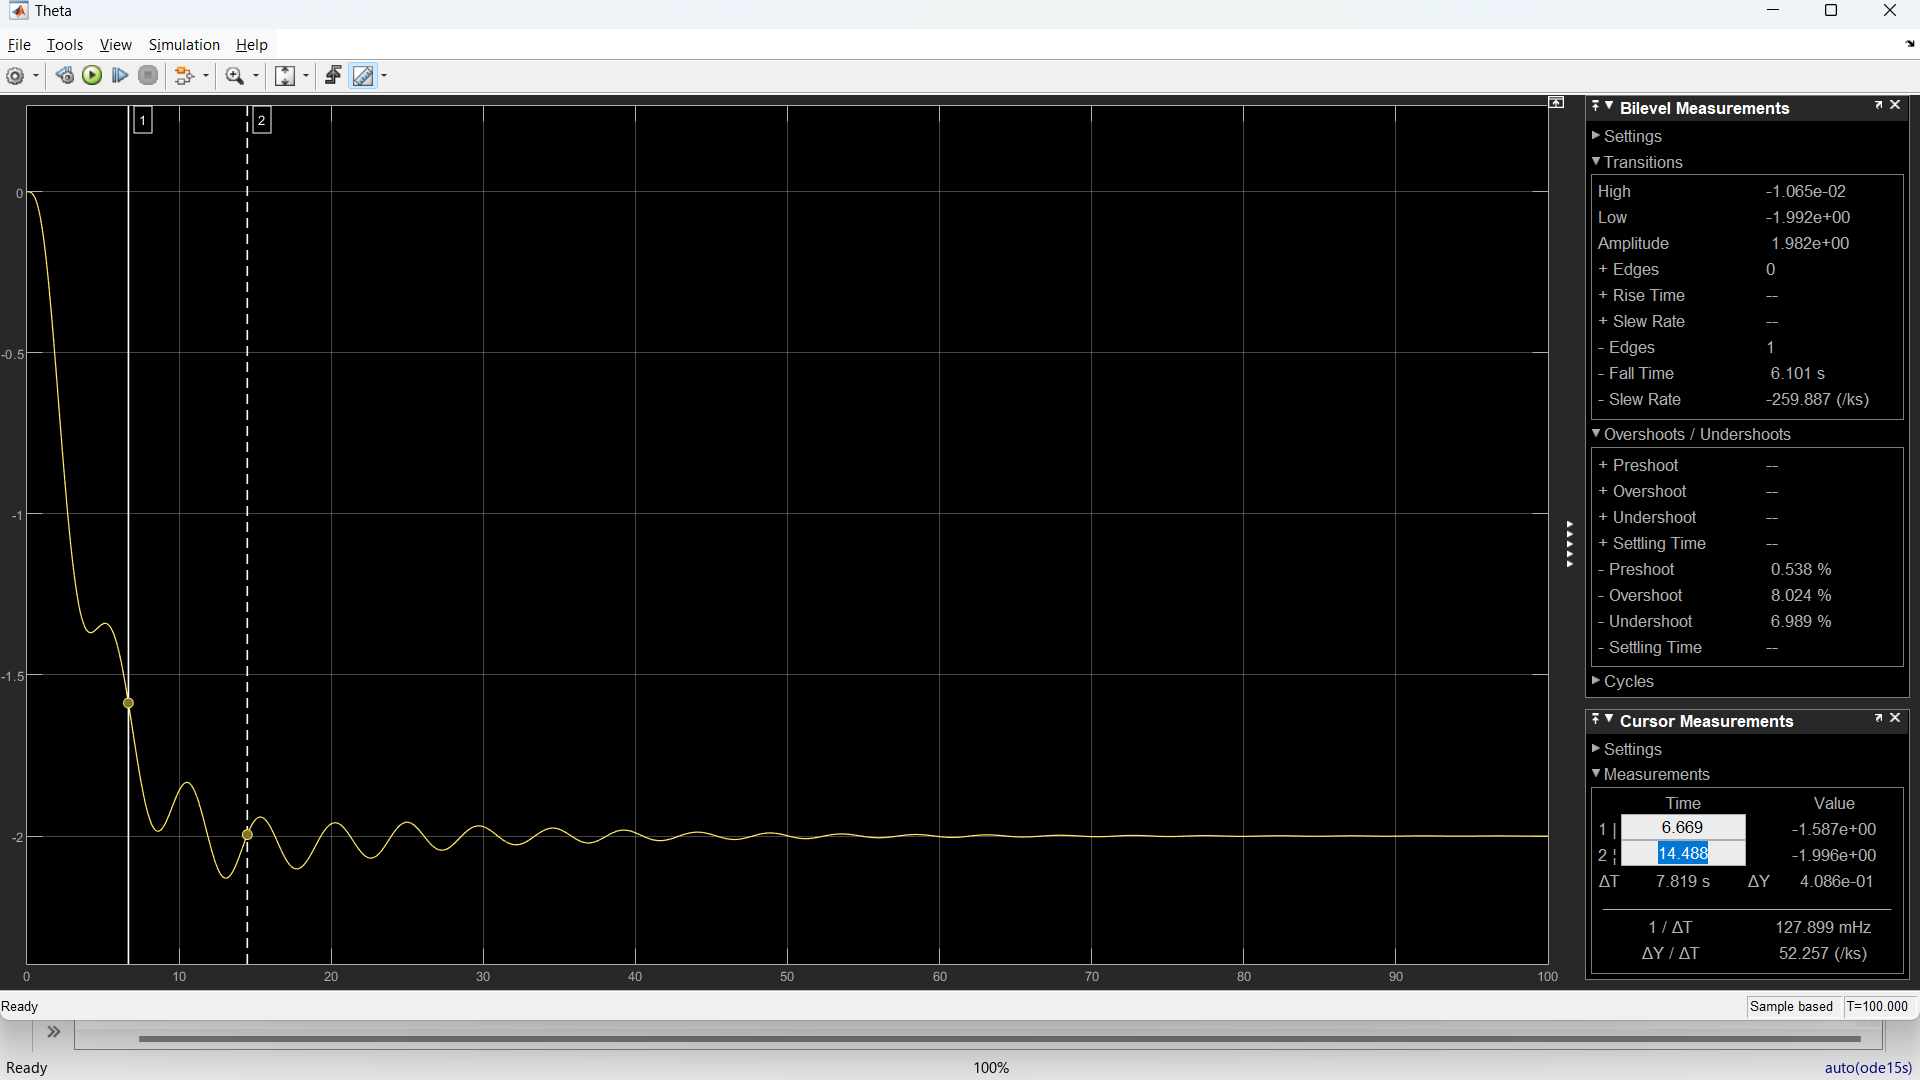 Theta
File Tools View Simulation Help
1
2
0
-0.5
-1
-1.5
-2
0 10 20 30 40 50 60 70 80 90 100
Bilevel Measurements
Settings
Transitions
High -1.065e-02
Low -1.992e+00
Amplitude 1.982e+00
+ Edges 0
+ Rise Time --
+ Slew Rate --
- Edges 1
- Fall Time 6.101 s
- Slew Rate -259.887 (/ks)
Overshoots / Undershoots
+ Preshoot --
+ Overshoot --
+ Undershoot --
+ Settling Time --
- Preshoot 0.538 %
- Overshoot 8.024 %
- Undershoot 6.989 %
- Settling Time --
Cycles
Cursor Measurements
Settings
Measurements
Time Value
1 | 6.669 -1.587e+00
2 ¦ 14.488 -1.996e+00
ΔT 7.819 s ΔY 4.086e-01
1 / ΔT 127.899 mHz
ΔY / ΔT 52.257 (/ks)
Ready Sample based T=100.000
Ready 100% auto(ode15s)